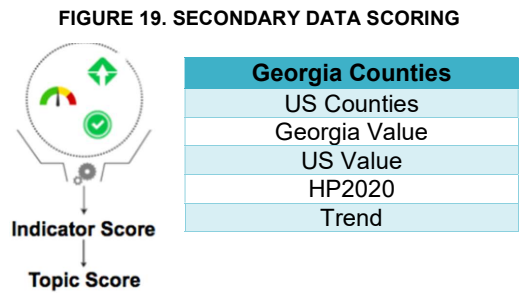 FIGURE 19. SECONDARY DATA SCORING
Georgia Counties
US Counties
Georgia Value
US Value
HP2020
Trend
Indicator Score
Topic Score